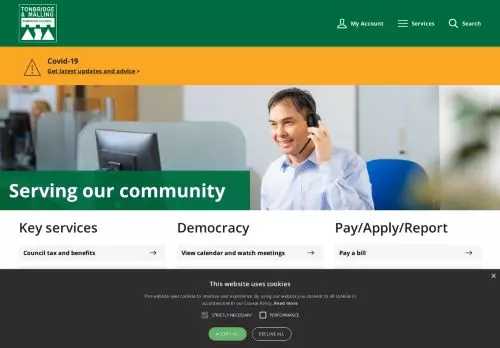 TONBRIDGE
& MALLING
BOROUGH COUNCIL
My Account
Services
Search
Covid-19
Get latest updates and advice >
Serving our community
Key services
Democracy
Pay/Apply/Report
Council tax and benefits
View calendar and watch meetings
Pay a bill
This website uses cookies
This website uses cookies to improve user experience. By using our website you consent to all cookies in
accordance with our Cookie Policy. Read more
STRICTLY NECESSARY
PERFORMANCE
ACCEPT ALL
DECLINE ALL